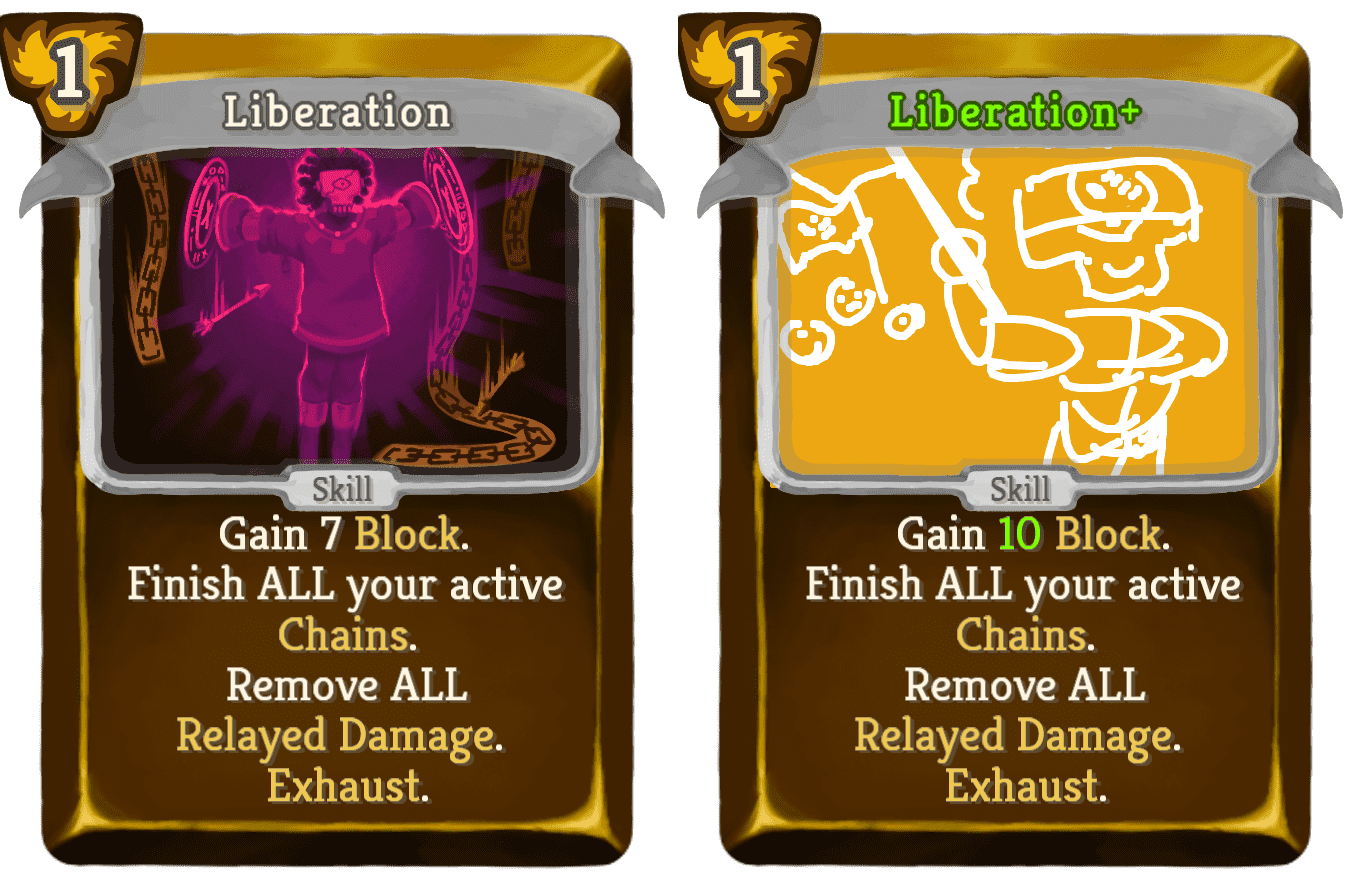 1
Liberation
Skill
Gain 7 Block.
Finish ALL your active
Chains.
Remove ALL
Relayed Damage.
Exhaust.
1
Liberation+
Skill
Gain 10 Block.
Finish ALL your active
Chains.
Remove ALL
Relayed Damage.
Exhaust.